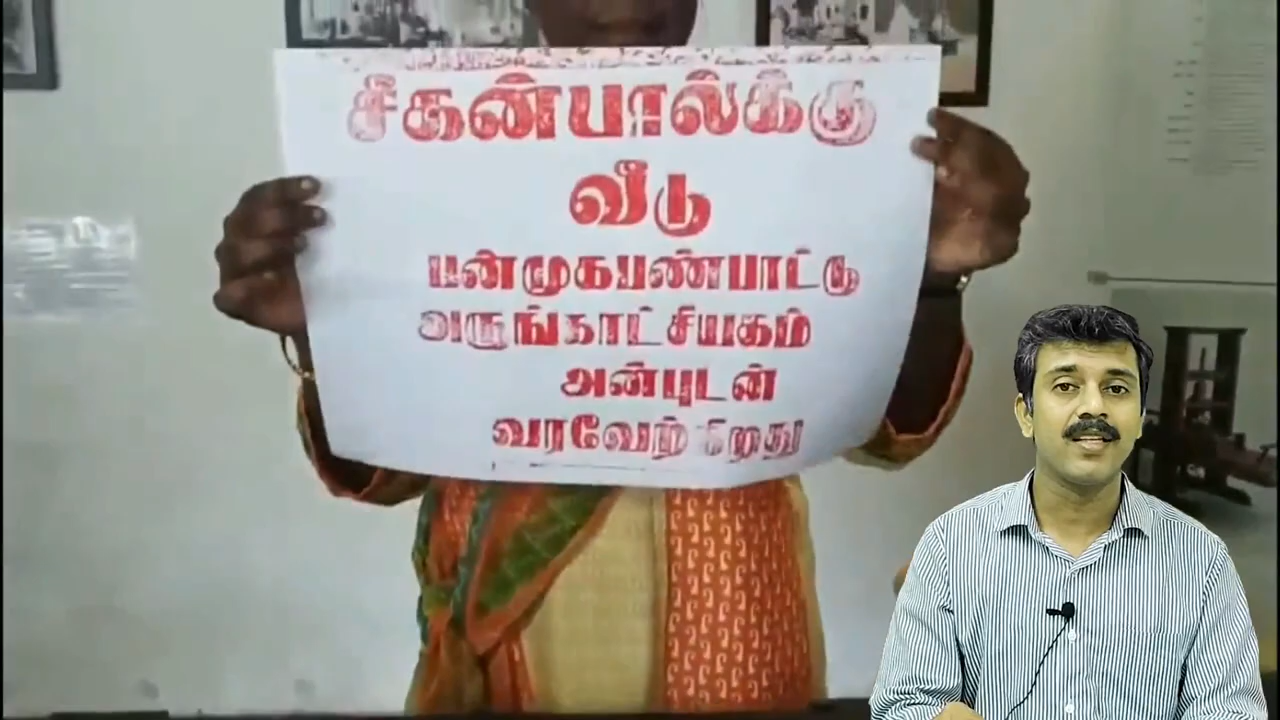 சீகன்பால்க்கு
வீடு
பன்முகபண்பாட்டு
அருங்காட்சியகம்
அன்புடன்
வரவேற்கிறது